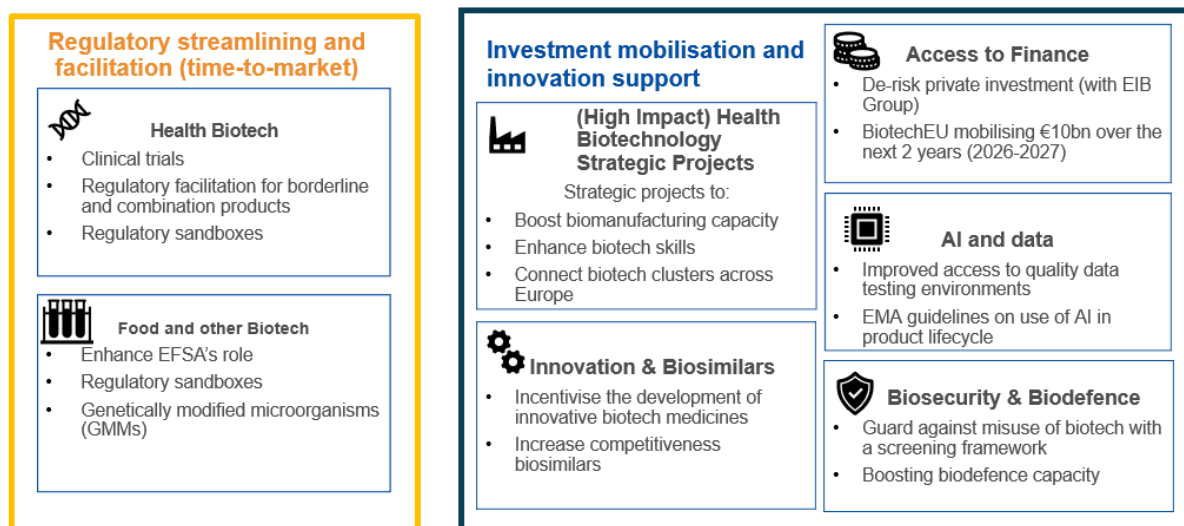 Regulatory streamlining and
facilitation (time-to-market)
Health Biotech
• Clinical trials
• Regulatory facilitation for borderline
and combination products
• Regulatory sandboxes
Food and other Biotech
• Enhance EFSA's role
• Regulatory sandboxes
• Genetically modified microorganisms
(GMMs)
Investment mobilisation and
innovation support
(High Impact) Health
Biotechnology
Strategic Projects
Strategic projects to:
• Boost biomanufacturing capacity
• Enhance biotech skills
• Connect biotech clusters across
Europe
Innovation & Biosimilars
• Incentivise the development of
innovative biotech medicines
• Increase competitiveness
biosimilars
Access to Finance
• De-risk private investment (with EIB
Group)
• BiotechEU mobilising €10bn over the
next 2 years (2026-2027)
AI and data
• Improved access to quality data
testing environments
• EMA guidelines on use of AI in
product lifecycle
Biosecurity & Biodefence
• Guard against misuse of biotech with
a screening framework
• Boosting biodefence capacity